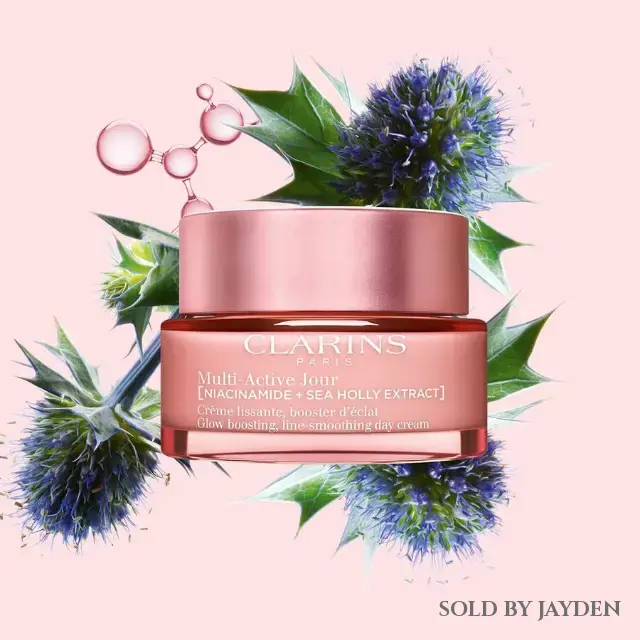 CLARINS
PARIS
Multi-Active Jour
[NIACINAMIDE + SEA HOLLY EXTRACT]
Crème lissante, booster d'éclat
Glow boosting, line-smoothing day cream
SOLD BY JAYDEN